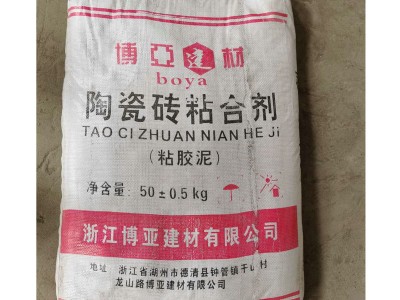 博亞建材
boya
陶瓷砖粘合剂
TAO CI ZHUAN NIAN HE Ji
(粘胶泥)
净含量: 50±0.5kg
浙江博亚建材有限公司
地址 浙江省湖州市德清县钟管镇干山村
龙山路博亚建材有限公司